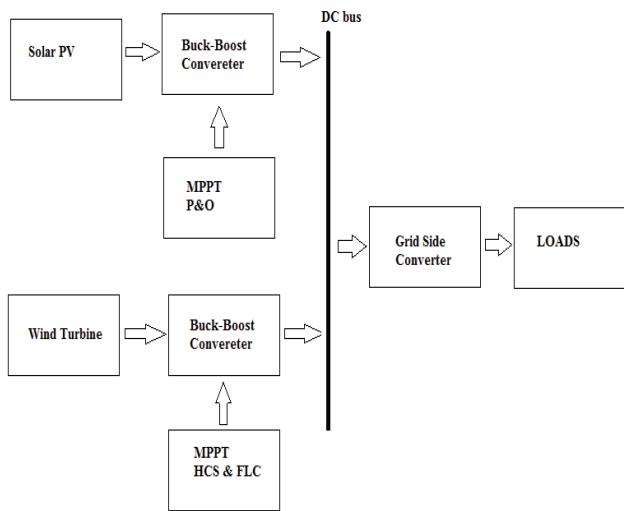 DC bus
Solar PV
Buck-Boost
Convereter
MPPT
P&O
Grid Side
Converter
LOADS
Wind Turbine
Buck-Boost
Convereter
MPPT
HCS & FLC